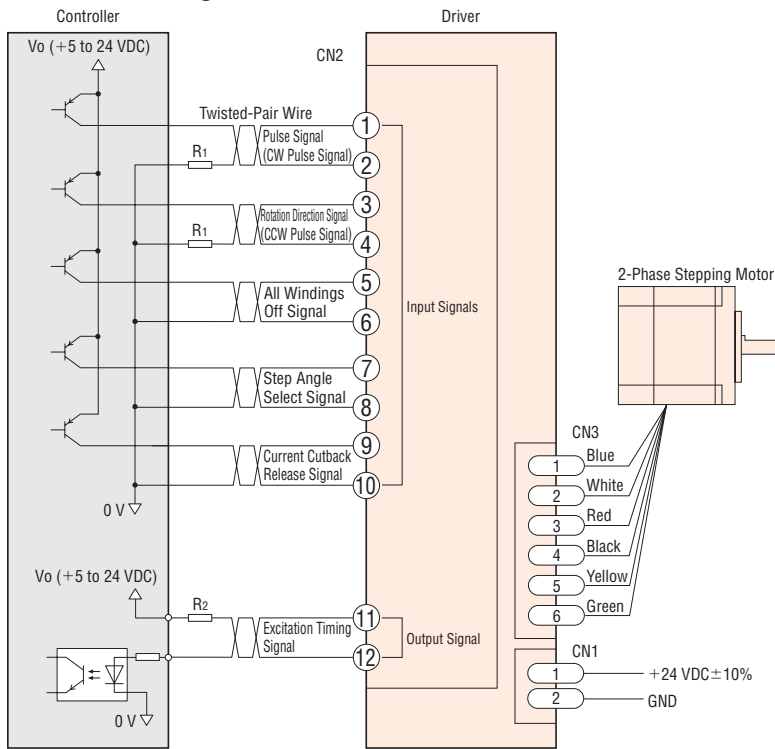 Controller
Driver
Vo (+5 to 24 VDC)
CN2
Twisted-Pair Wire
R1
Pulse Signal
(CW Pulse Signal)
1
2
R1
Rotation Direction Signal
(CCW Pulse Signal)
3
4
All Windings
Off Signal
5
6
Input Signals
2-Phase Stepping Motor
Step Angle
Select Signal
7
8
Current Cutback
Release Signal
9
10
0 V
CN3
1 Blue
2 White
3 Red
4 Black
5 Yellow
6 Green
Vo (+5 to 24 VDC)
R2
Excitation Timing
Signal
11
12
Output Signal
0 V
CN1
1 +24 VDC±10%
2 GND